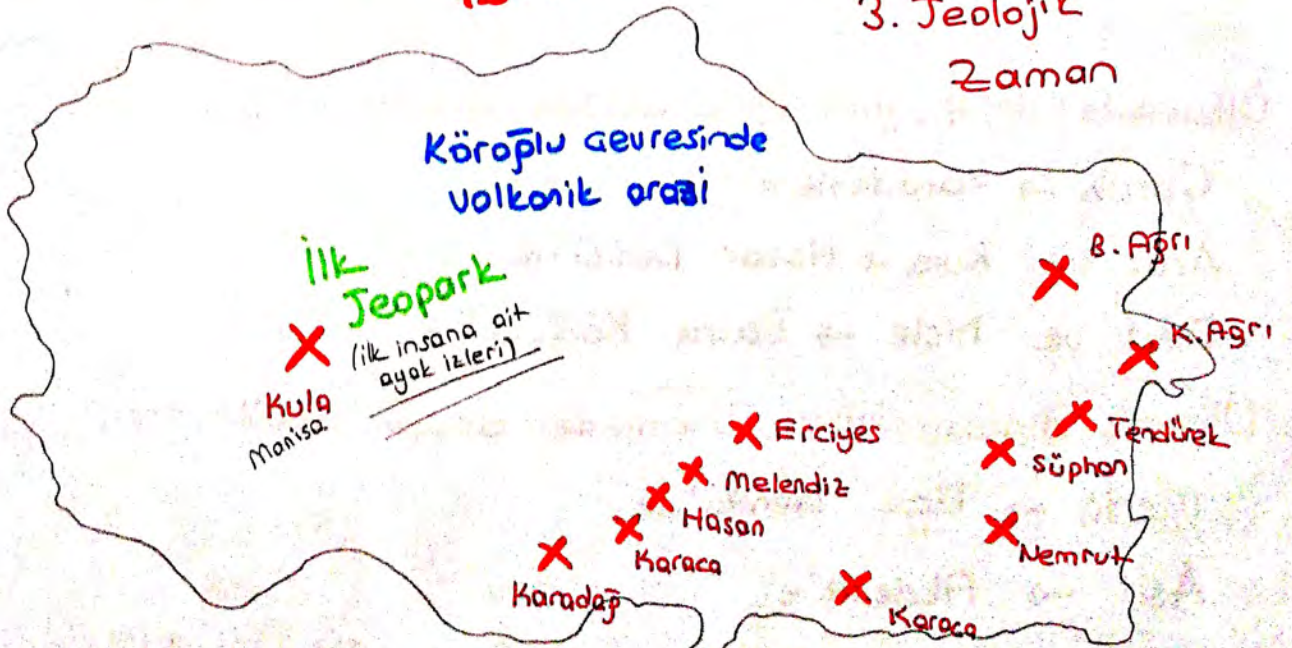 3. Jeolojik
Zaman
Köroğlu çevresinde
volkanik arazi
İlk
Jeopark
(ilk insana ait
ayak izleri)
Kula
Manisa
B. Ağrı
K. Ağrı
Tendürek
Süphan
Nemrut
Erciyes
Melendiz
Hasan
Karaca
Karadağ
Karaca